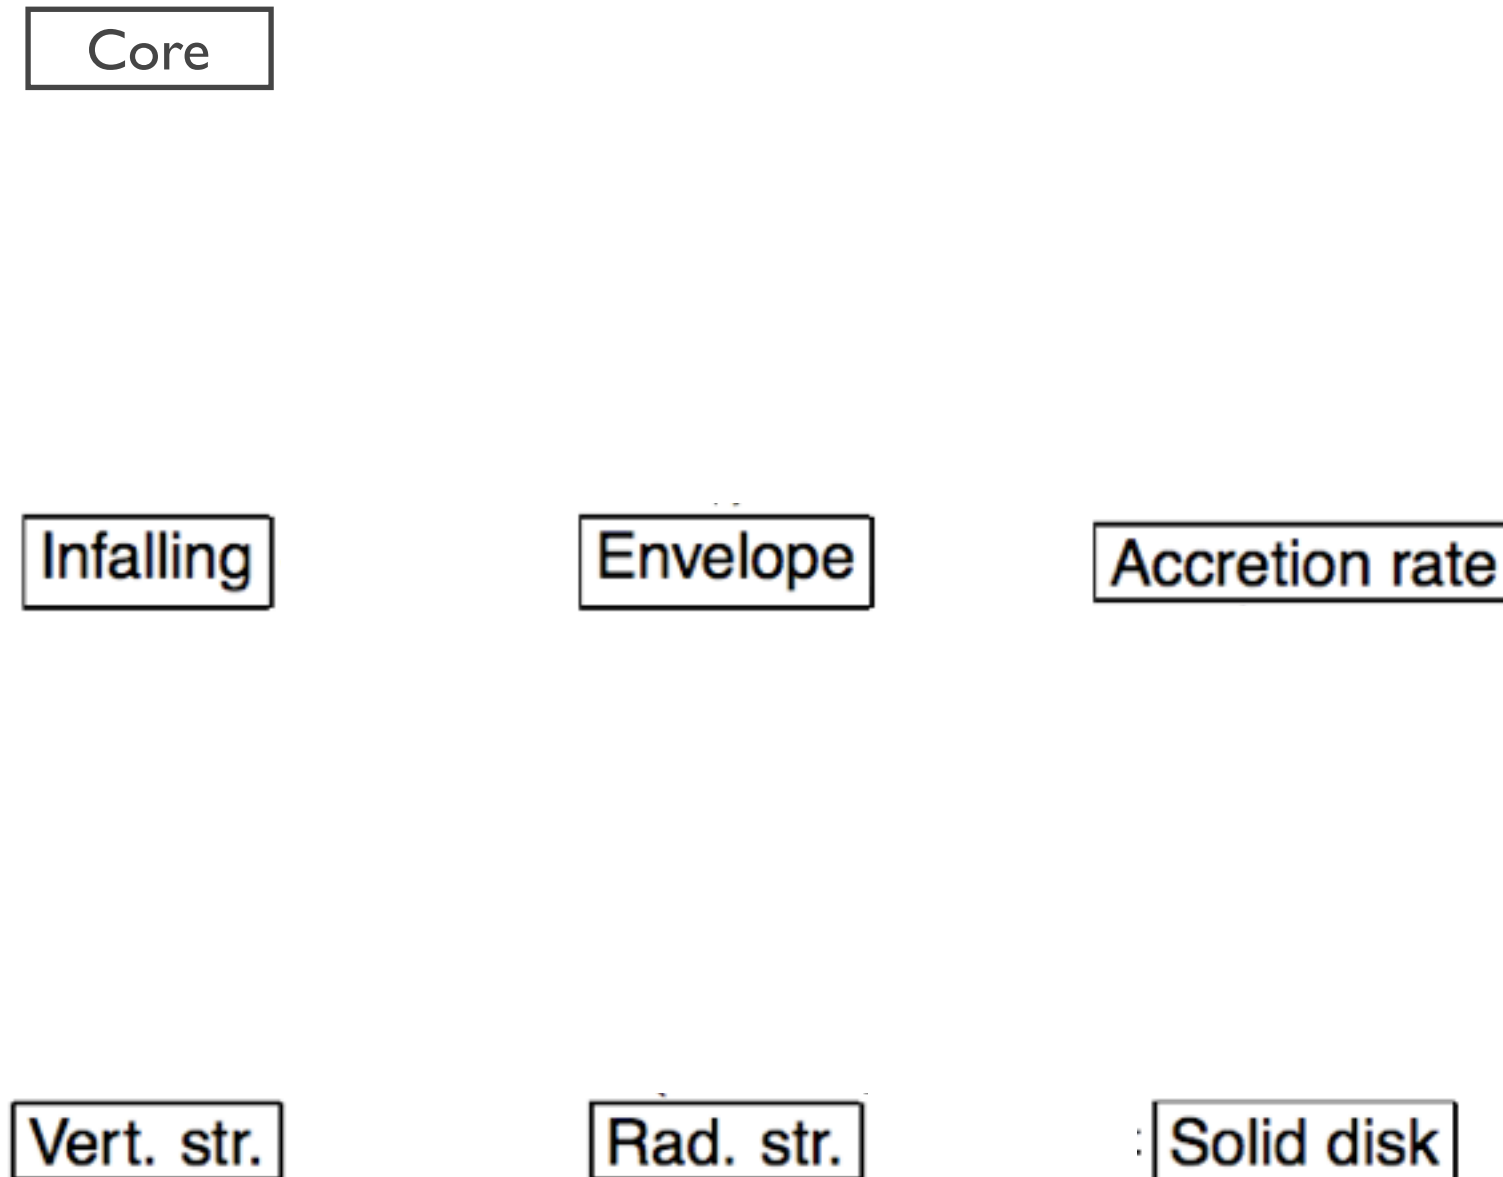 Core
Infalling
Envelope
Accretion rate
Vert. str.
Rad. str.
Solid disk